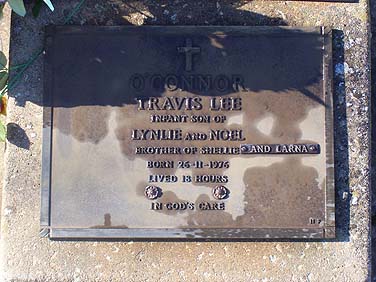 O'CONNOR
TRAVIS LEE
INFANT SON OF
LYNLIE AND NOEL
BROTHER OF SHELLIE AND LARNA
BORN 26-11-1976
LIVED 18 HOURS
IN GOD'S CARE